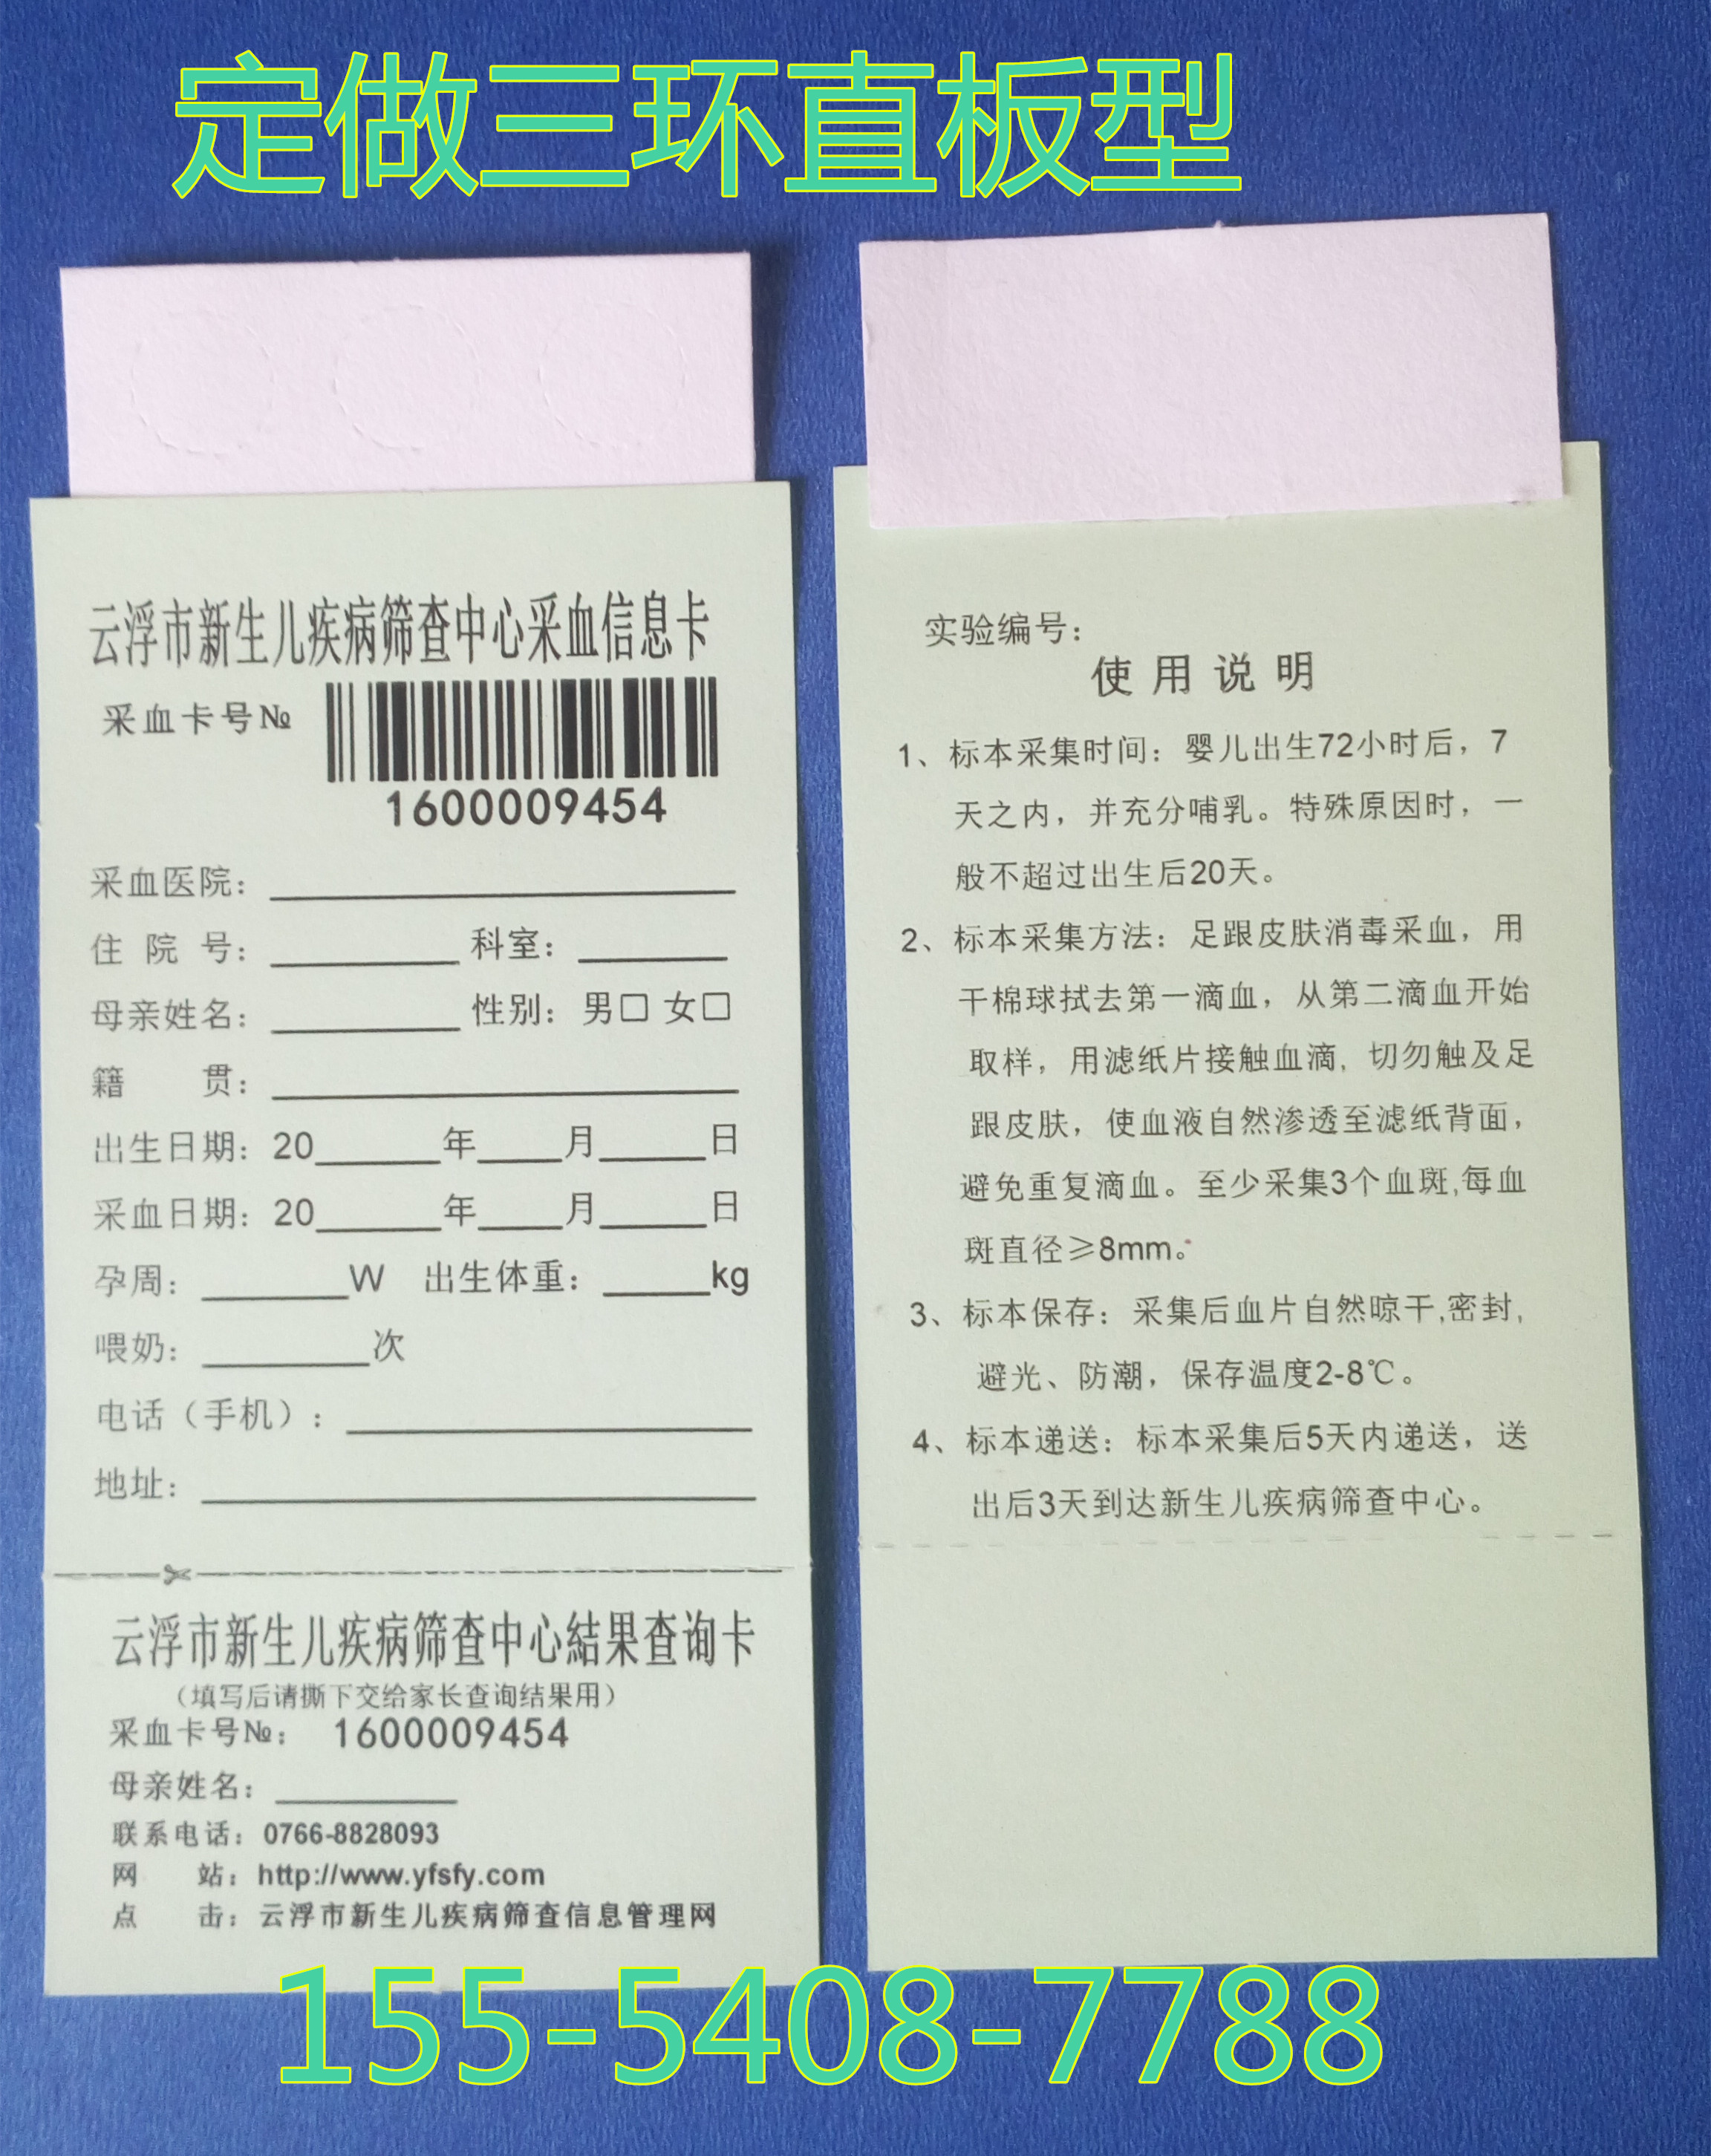 定做三环直板型
云浮市新生儿疾病筛查中心采血信息卡
采血卡号№
1600009454
采血医院：
住院号： 科室：
母亲姓名： 性别：男□ 女□
籍贯：
出生日期：20 年 月 日
采血日期：20 年 月 日
孕周： W 出生体重： kg
喂奶： 次
电话（手机）：
地址：
云浮市新生儿疾病筛查中心結果查询卡
（填写后请撕下交给家长查询结果用）
采血卡号№： 1600009454
母亲姓名：
联系电话：0766-8828093
网 站：http://www.yfsfy.com
点 击：云浮市新生儿疾病筛查信息管理网
实验编号：
使用说明
1、标本采集时间：婴儿出生72小时后，7
天之内，并充分哺乳。特殊原因时，一
般不超过出生后20天。
2、标本采集方法：足跟皮肤消毒采血，用
干棉球拭去第一滴血，从第二滴血开始
取样，用滤纸片接触血滴，切勿触及足
跟皮肤，使血液自然渗透至滤纸背面，
避免重复滴血。至少采集3个血斑,每血
斑直径≥8mm。
3、标本保存：采集后血片自然晾干,密封,
避光、防潮，保存温度2-8℃。
4、标本递送：标本采集后5天内递送，送
出后3天到达新生儿疾病筛查中心。
155-5408-7788